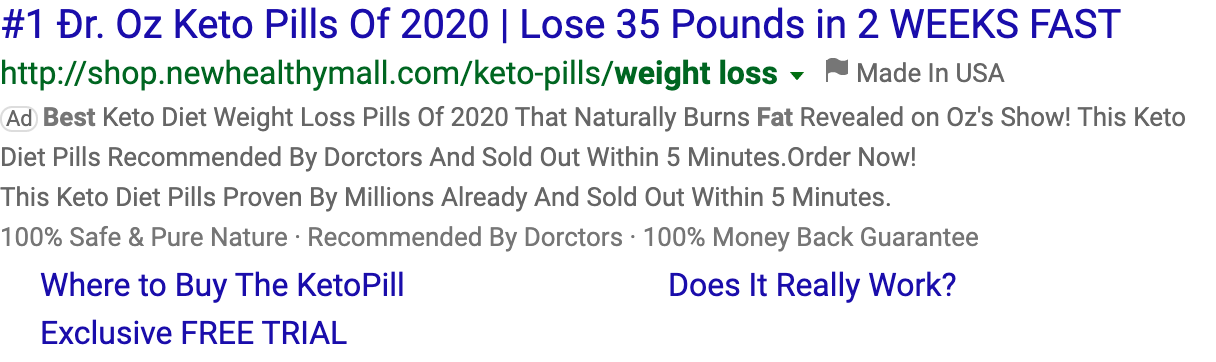 #1 Đr. Oz Keto Pills Of 2020 | Lose 35 Pounds in 2 WEEKS FAST
http://shop.newhealthymall.com/keto-pills/weight loss Made In USA
Ad Best Keto Diet Weight Loss Pills Of 2020 That Naturally Burns Fat Revealed on Oz's Show! This Keto
Diet Pills Recommended By Dorctors And Sold Out Within 5 Minutes.Order Now!
This Keto Diet Pills Proven By Millions Already And Sold Out Within 5 Minutes.
100% Safe & Pure Nature · Recommended By Dorctors · 100% Money Back Guarantee
Where to Buy The KetoPill
Does It Really Work?
Exclusive FREE TRIAL